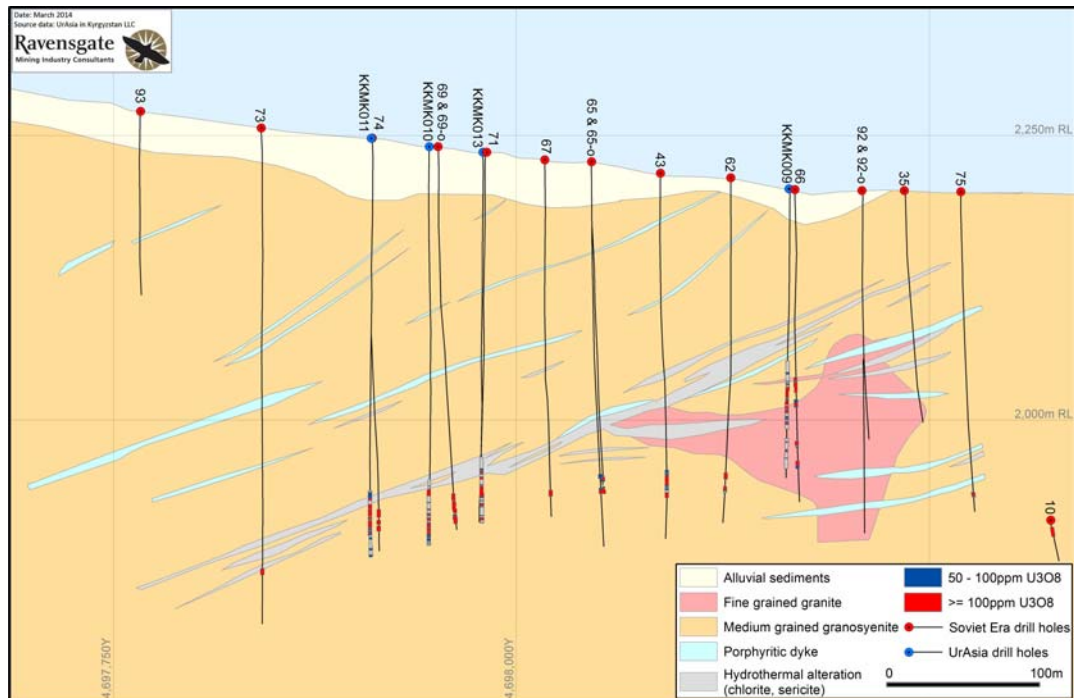 Date: March 2014
Source data: UrAsia in Kyrgyzstan LLC
Ravensgate
Mining Industry Consultants
93
73
74
KKMK011
69 & 69-o
KKMK010
71
KKMK013
67
65 & 65-o
43
62
66
KKMK009
92 & 92-o
35
75
10
2,250m RL
2,000m RL
4,697,750Y
4,698,000Y
Alluvial sediments
Fine grained granite
Medium grained granosyenite
Porphyritic dyke
Hydrothermal alteration
(chlorite, sericite)
50 - 100ppm U3O8
>= 100ppm U3O8
Soviet Era drill holes
UrAsia drill holes
0
100m